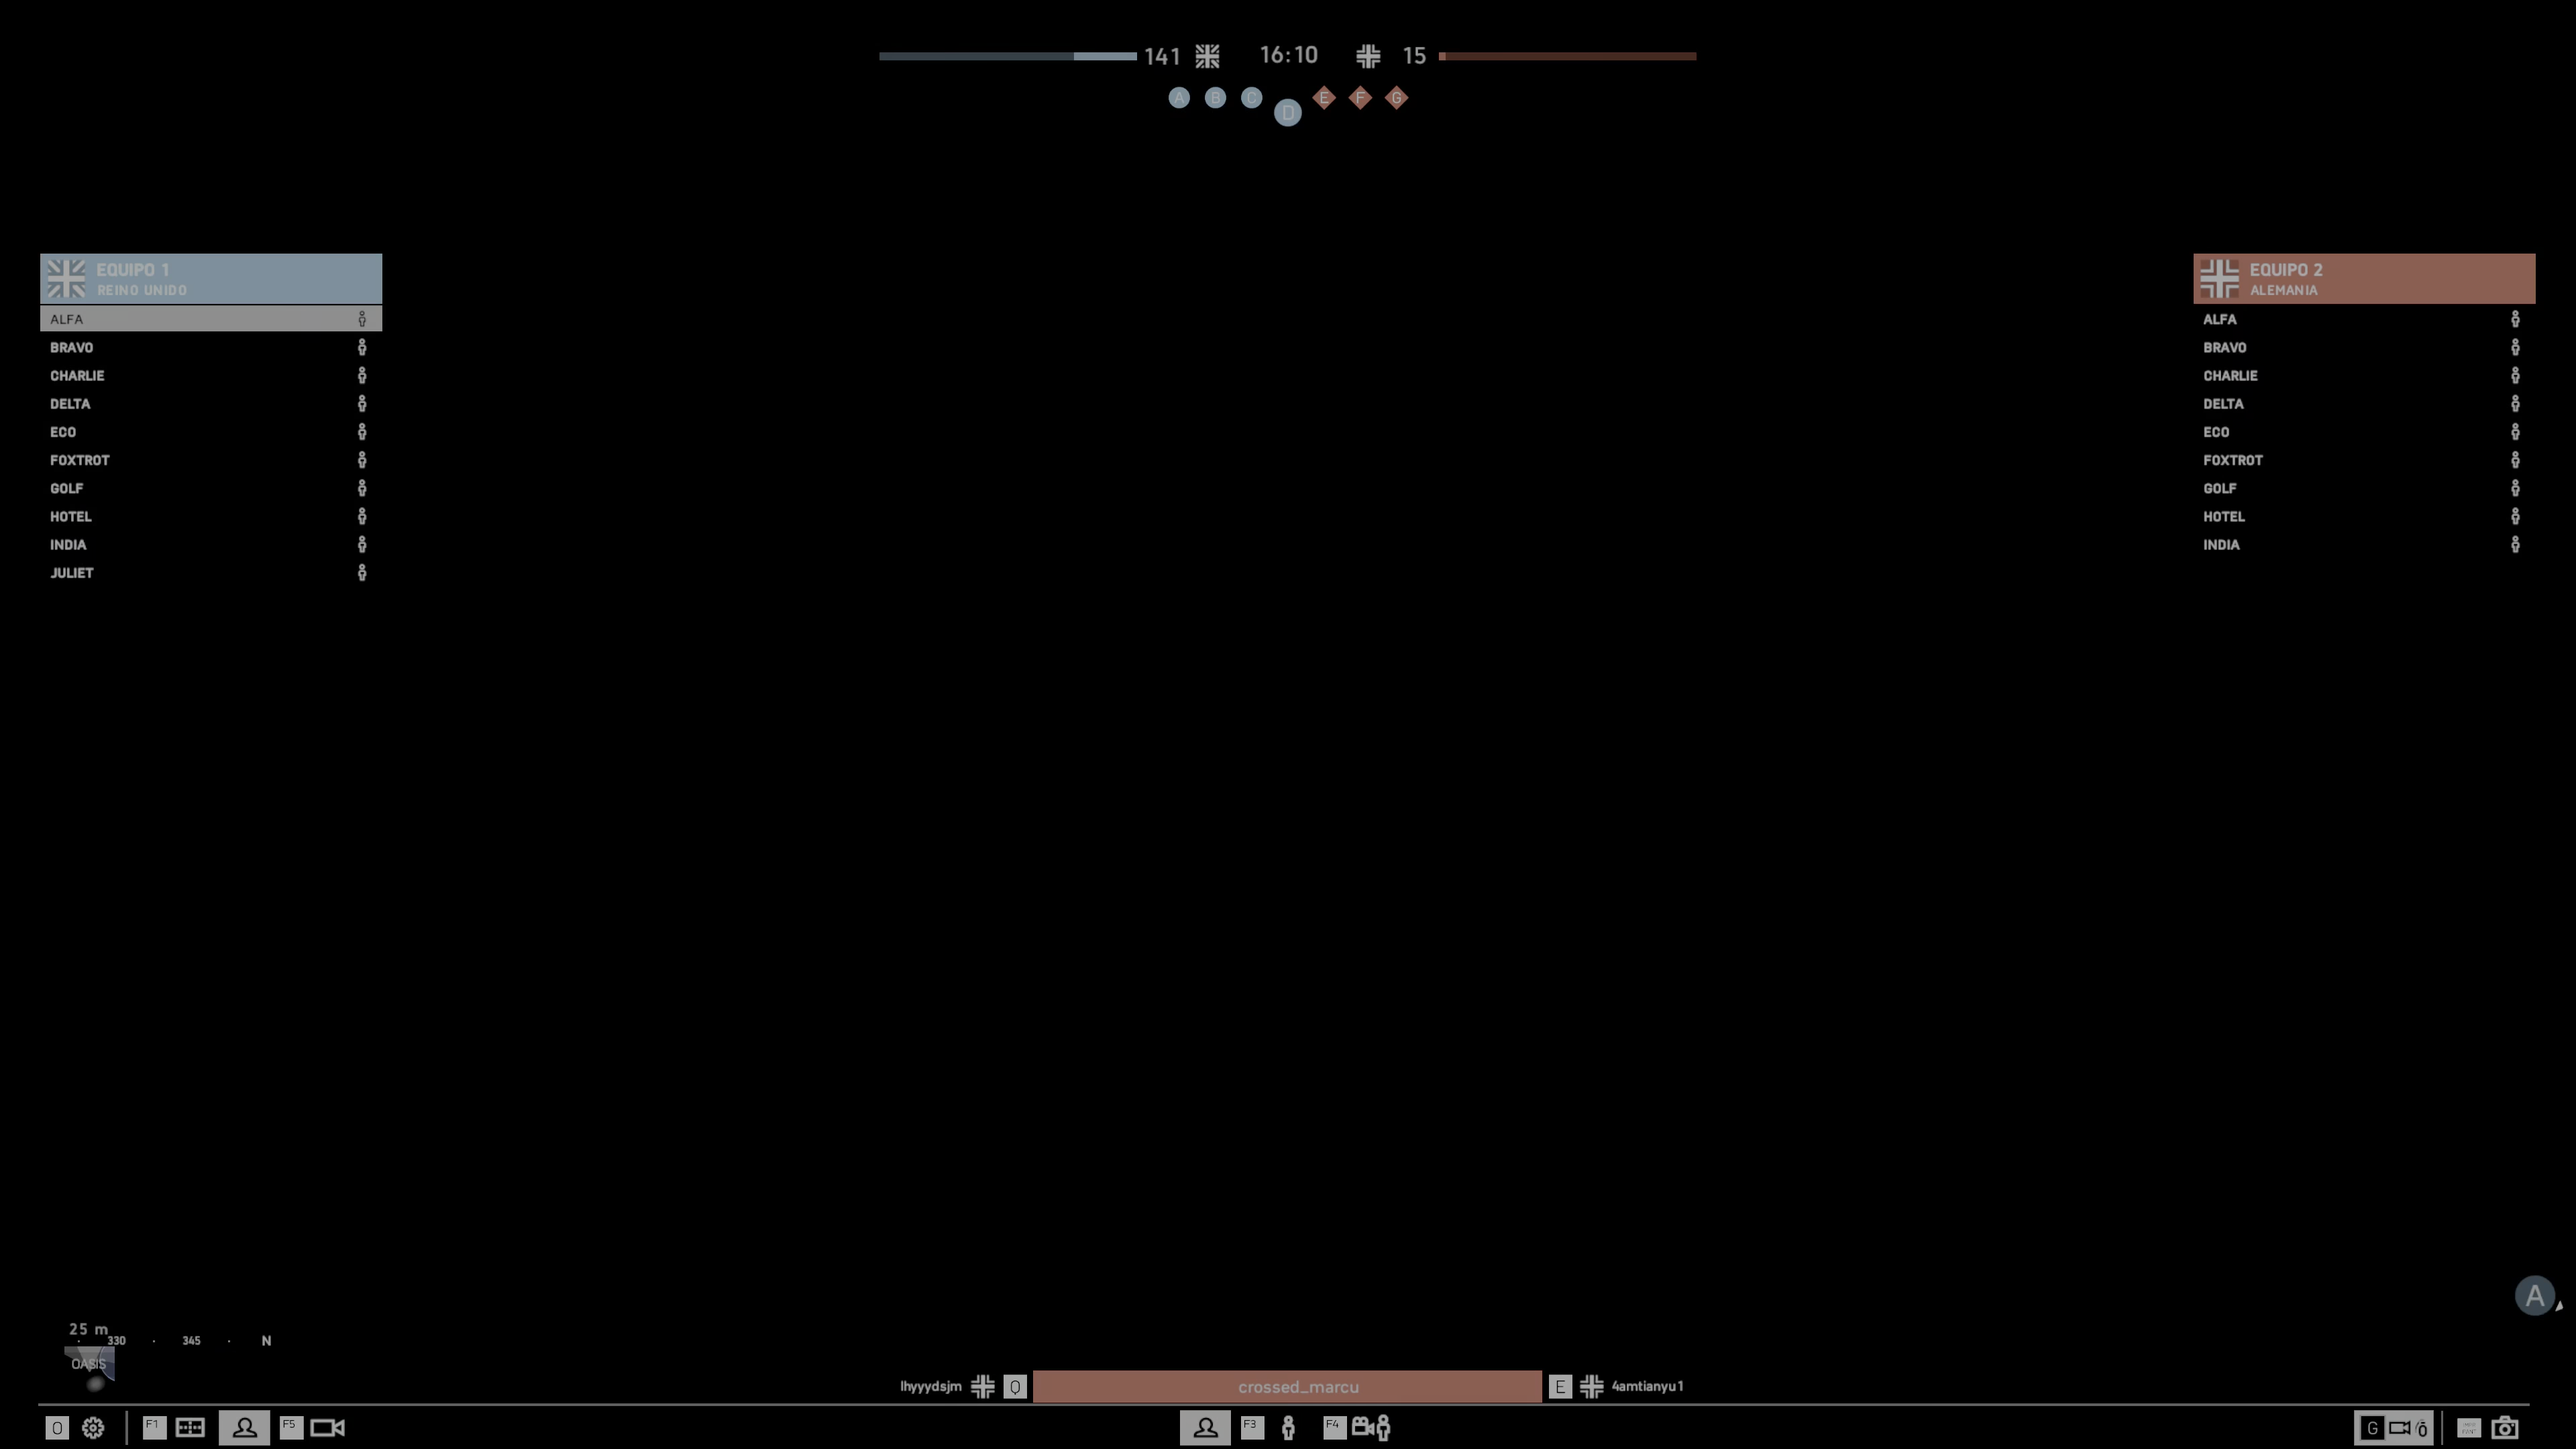 141 16:10 15
A B C D E F G
EQUIPO 1
REINO UNIDO
ALFA
BRAVO
CHARLIE
DELTA
ECO
FOXTROT
GOLF
HOTEL
INDIA
JULIET
EQUIPO 2
ALEMANIA
ALFA
BRAVO
CHARLIE
DELTA
ECO
FOXTROT
GOLF
HOTEL
INDIA
A
25 m
330 · 345 · N
OASIS
lhyyydsjm Q crossed_marcu E 4amtianyu1
O F1 F5 F3 F4 G